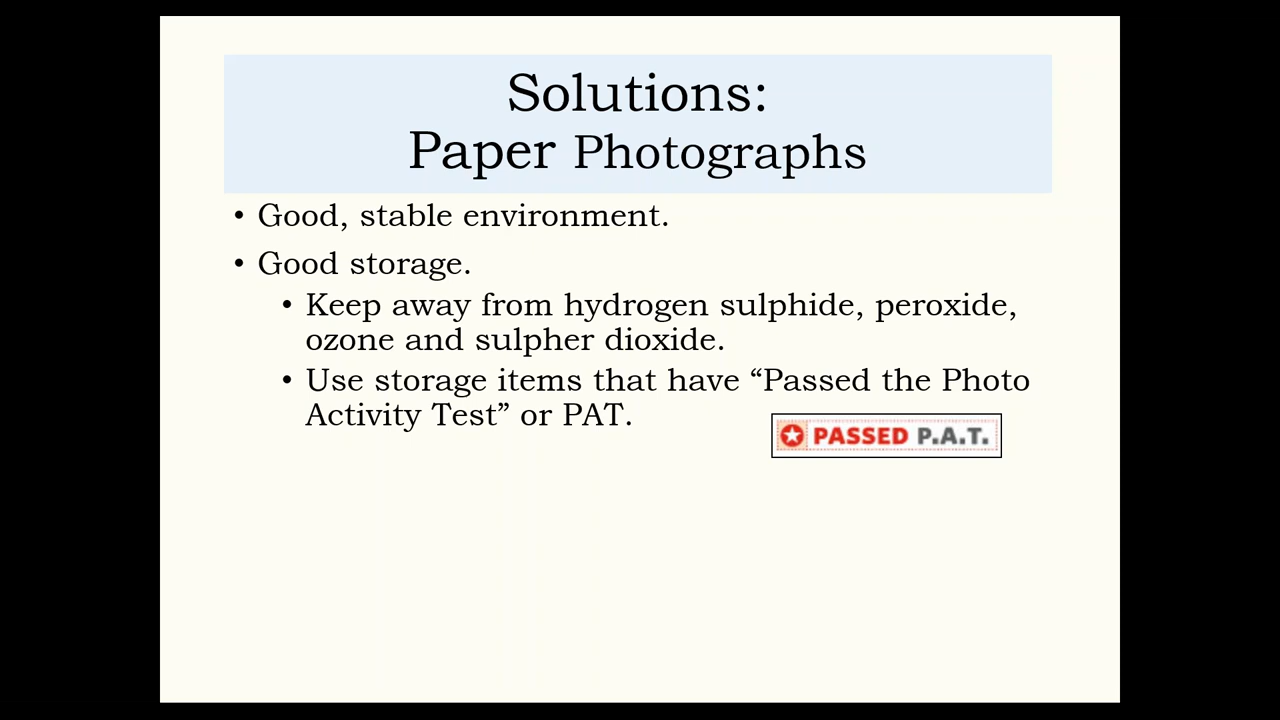 Solutions:
Paper Photographs
• Good, stable environment.
• Good storage.
• Keep away from hydrogen sulphide, peroxide,
ozone and sulpher dioxide.
• Use storage items that have “Passed the Photo
Activity Test” or PAT.
PASSED P.A.T.